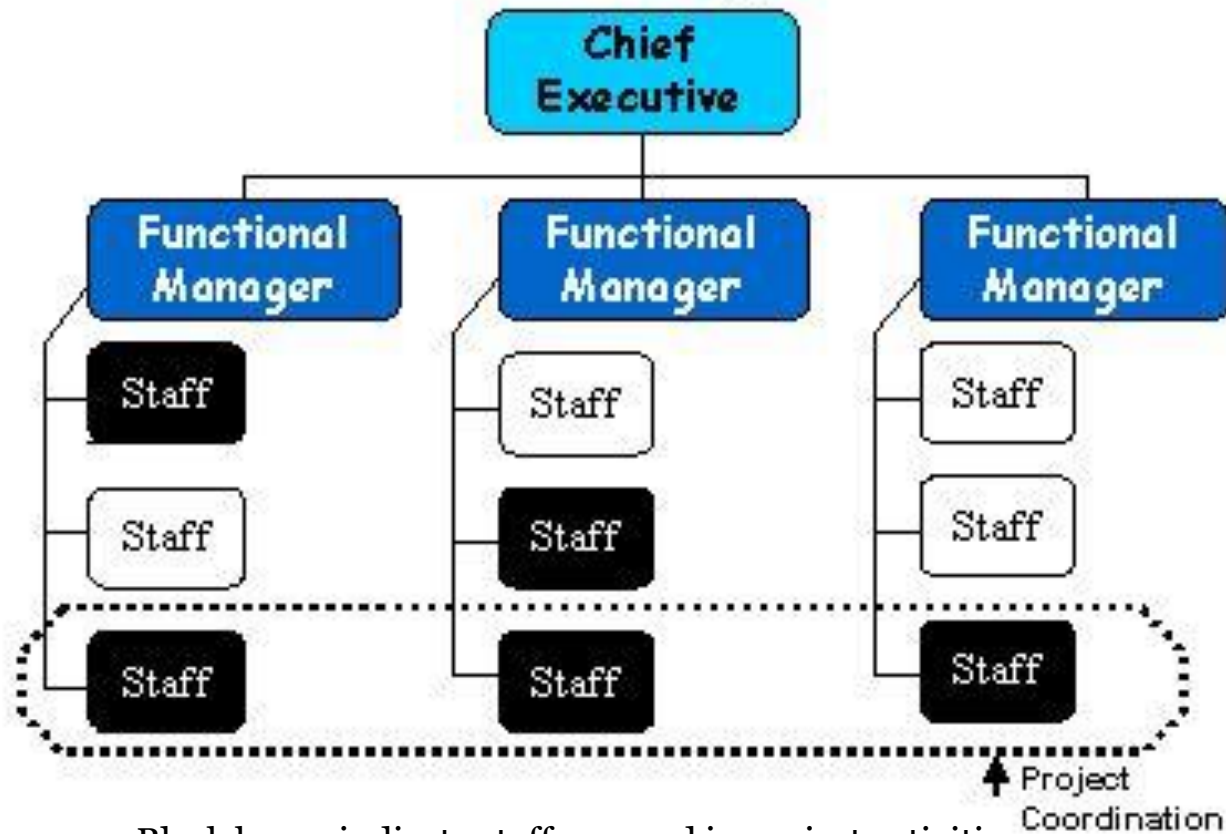 Chief
Executive
Functional
Manager
Functional
Manager
Functional
Manager
Staff
Staff
Staff
Staff
Staff
Staff
Staff
Staff
Staff
Project
Coordination